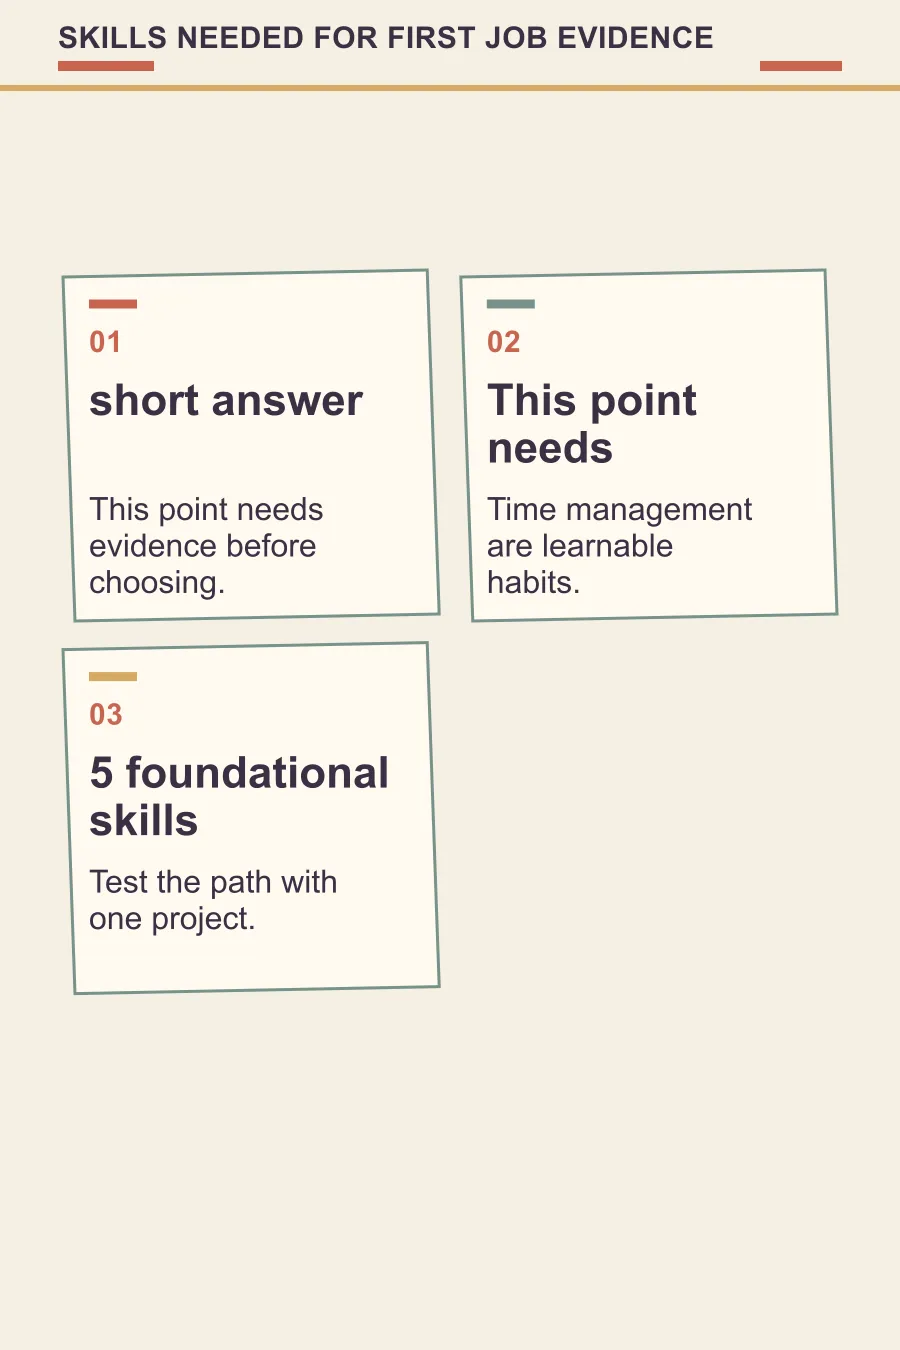 SKILLS NEEDED FOR FIRST JOB EVIDENCE
01
short answer
This point needs
evidence before
choosing.
02
This point
needs
Time management
are learnable
habits.
03
5 foundational
skills
Test the path with
one project.